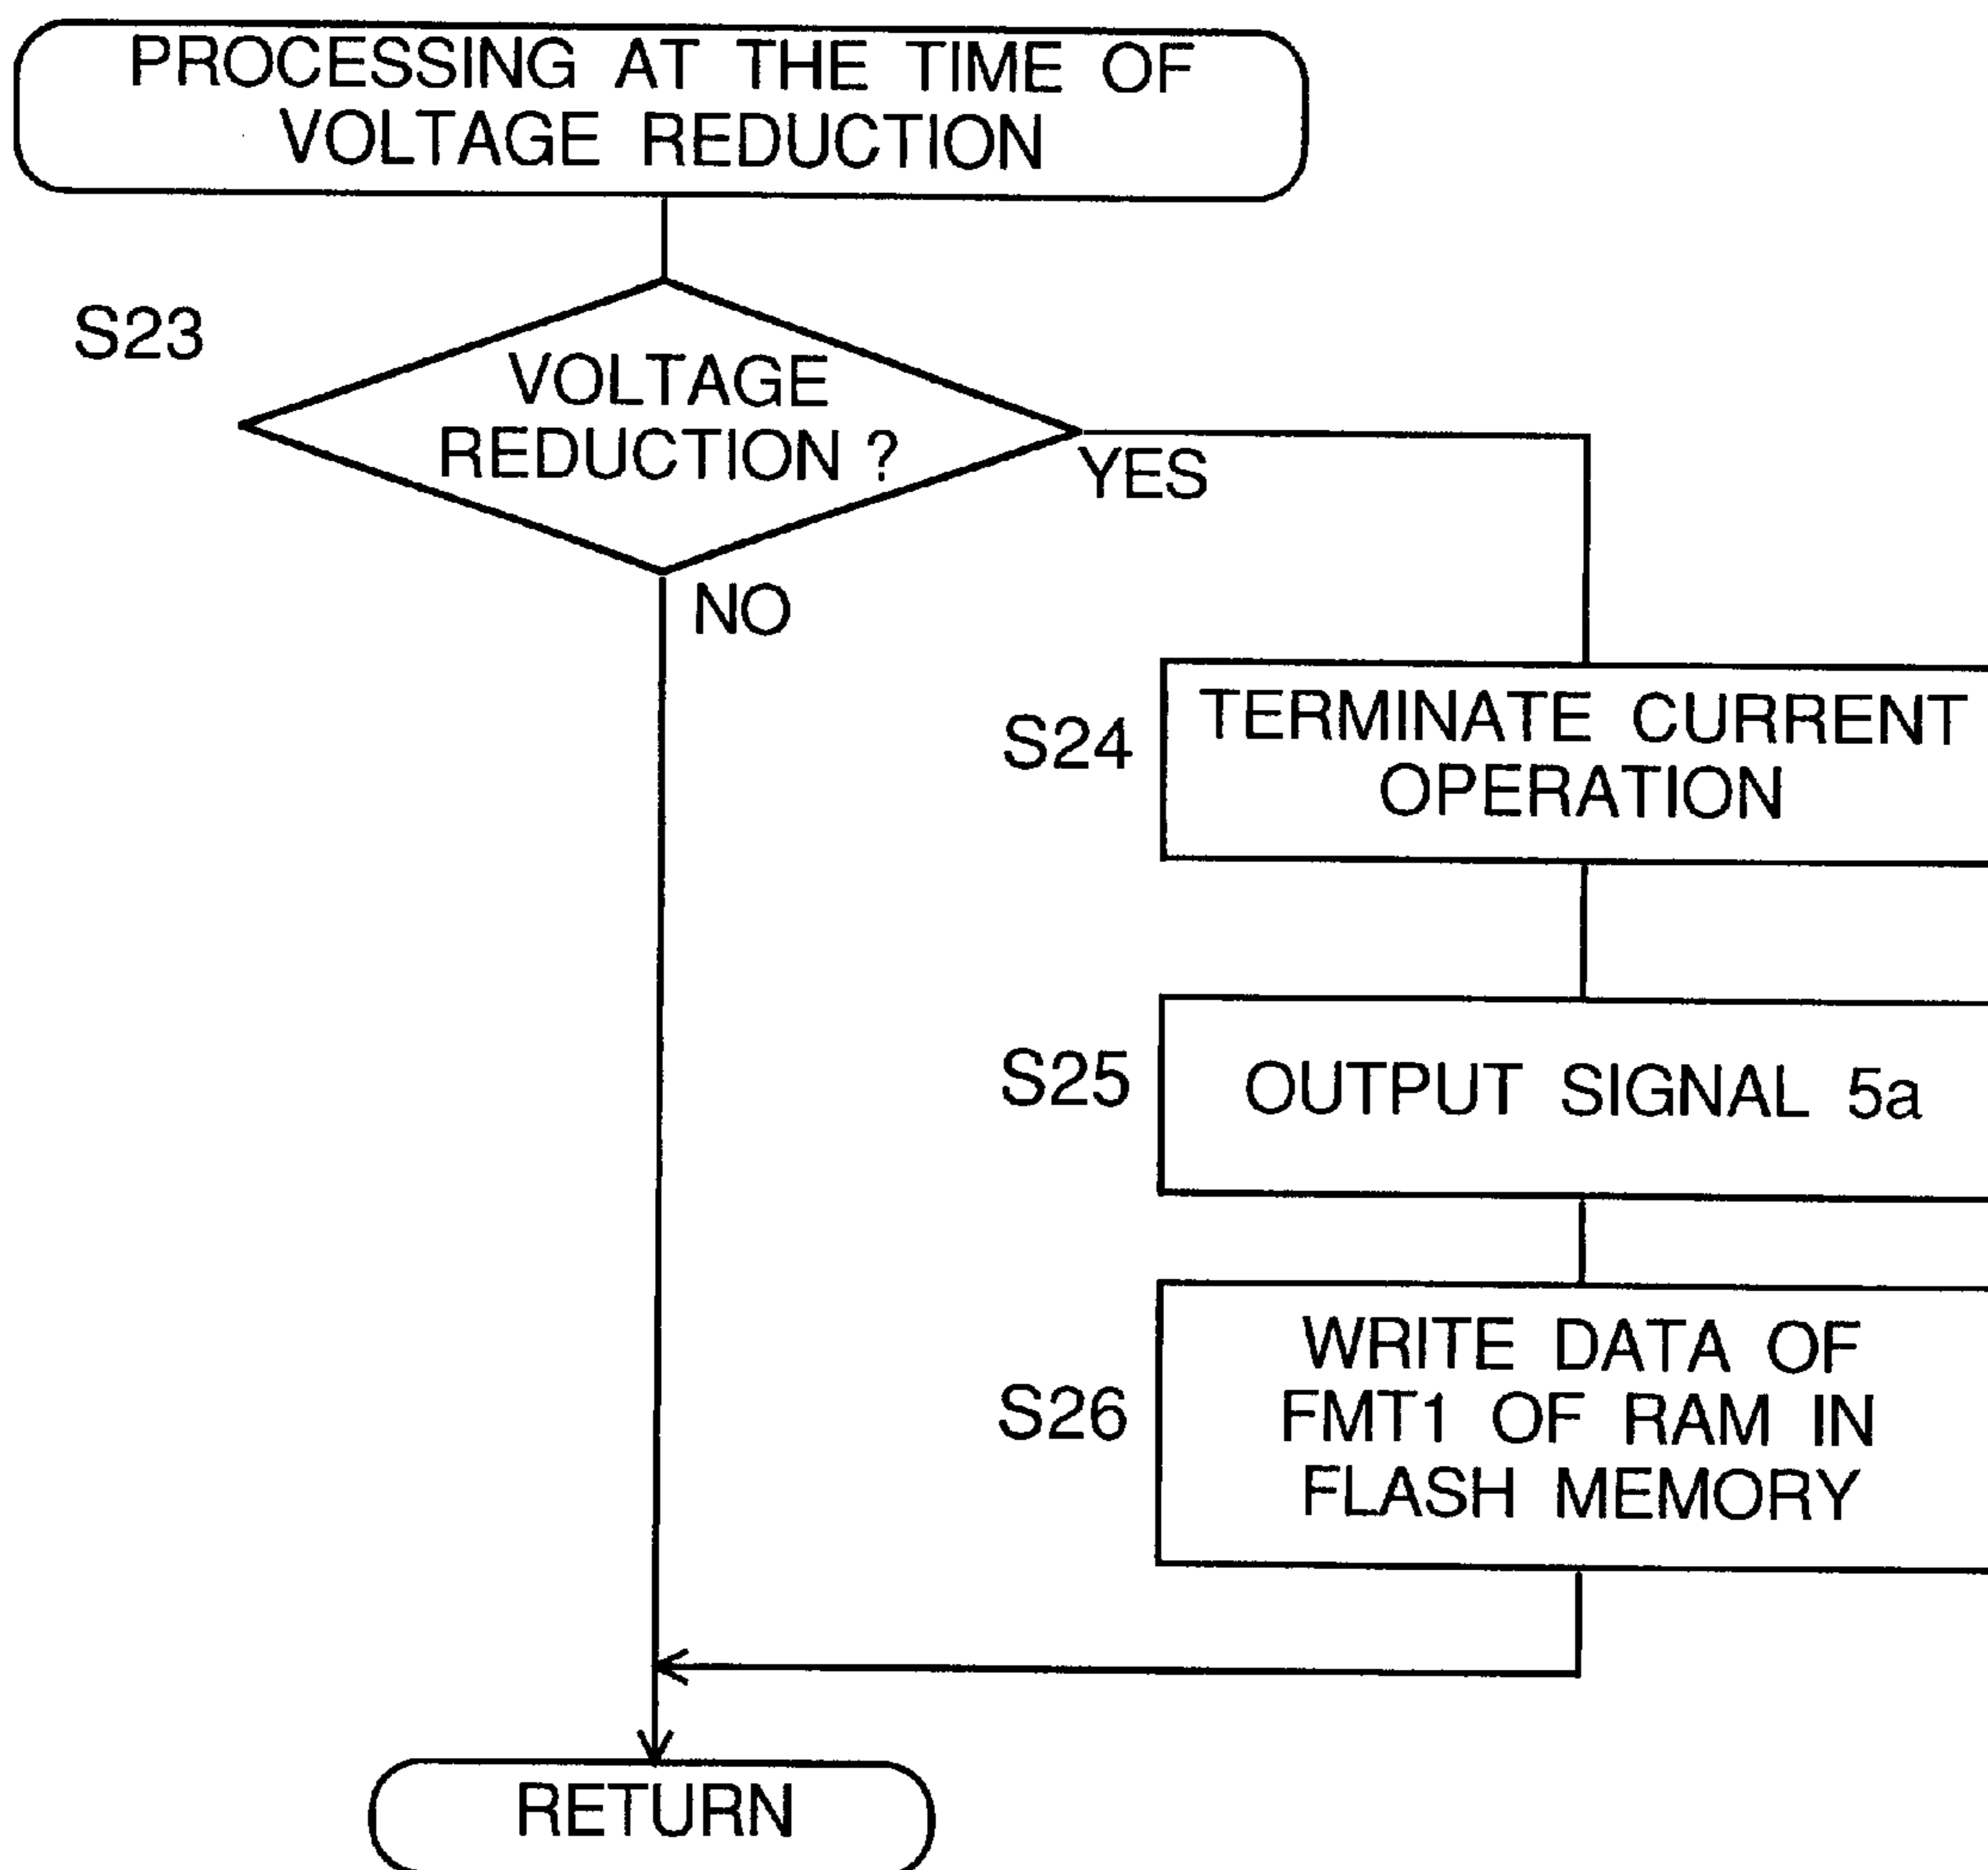 PROCESSING AT THE TIME OF
VOLTAGE REDUCTION
S23
VOLTAGE
REDUCTION ?
YES
NO
S24
TERMINATE CURRENT
OPERATION
S25
OUTPUT SIGNAL 5a
S26
WRITE DATA OF
FMT1 OF RAM IN
FLASH MEMORY
RETURN